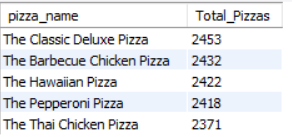 pizza_name Total_Pizzas
The Classic Deluxe Pizza 2453
The Barbecue Chicken Pizza 2432
The Hawaiian Pizza 2422
The Pepperoni Pizza 2418
The Thai Chicken Pizza 2371